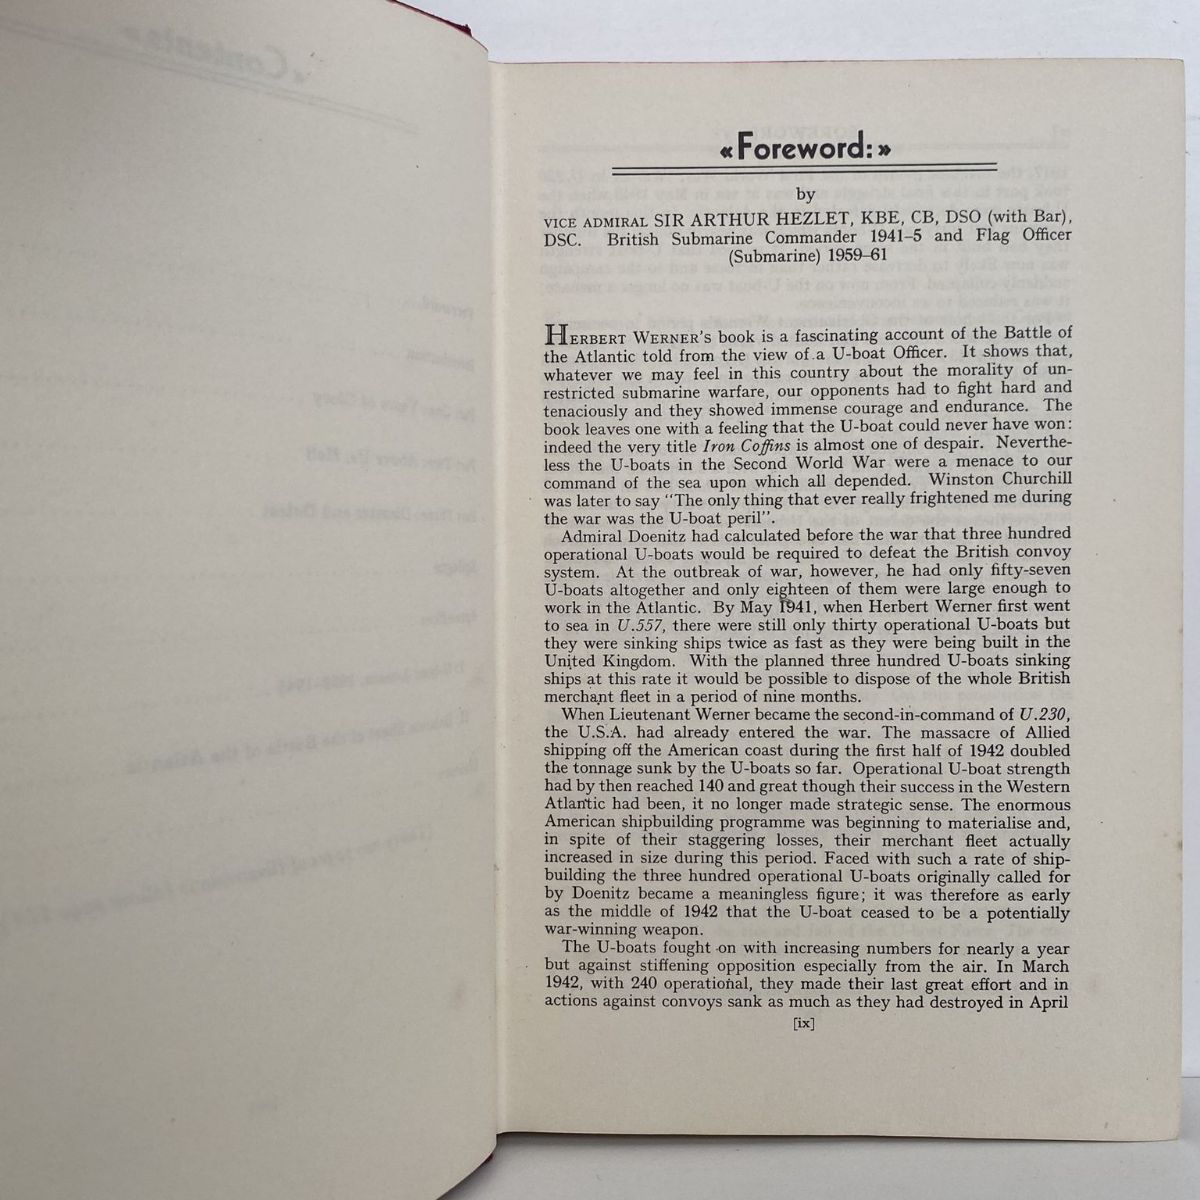 «Foreword:»
by
VICE ADMIRAL SIR ARTHUR HEZLET, KBE, CB, DSO (with Bar),
DSC. British Submarine Commander 1941–5 and Flag Officer
(Submarine) 1959–61
HERBERT WERNER'S book is a fascinating account of the Battle of
the Atlantic told from the view of a U-boat Officer. It shows that,
whatever we may feel in this country about the morality of un-
restricted submarine warfare, our opponents had to fight hard and
tenaciously and they showed immense courage and endurance. The
book leaves one with a feeling that the U-boat could never have won:
indeed the very title Iron Coffins is almost one of despair. Neverthe-
less the U-boats in the Second World War were a menace to our
command of the sea upon which all depended. Winston Churchill
was later to say "The only thing that ever really frightened me during
the war was the U-boat peril".
Admiral Doenitz had calculated before the war that three hundred
operational U-boats would be required to defeat the British convoy
system. At the outbreak of war, however, he had only fifty-seven
U-boats altogether and only eighteen of them were large enough to
work in the Atlantic. By May 1941, when Herbert Werner first went
to sea in U.557, there were still only thirty operational U-boats but
they were sinking ships twice as fast as they were being built in the
United Kingdom. With the planned three hundred U-boats sinking
ships at this rate it would be possible to dispose of the whole British
merchant fleet in a period of nine months.
When Lieutenant Werner became the second-in-command of U.230,
the U.S.A. had already entered the war. The massacre of Allied
shipping off the American coast during the first half of 1942 doubled
the tonnage sunk by the U-boats so far. Operational U-boat strength
had by then reached 140 and great though their success in the Western
Atlantic had been, it no longer made strategic sense. The enormous
American shipbuilding programme was beginning to materialise and,
in spite of their staggering losses, their merchant fleet actually
increased in size during this period. Faced with such a rate of ship-
building the three hundred operational U-boats originally called for
by Doenitz became a meaningless figure; it was therefore as early
as the middle of 1942 that the U-boat ceased to be a potentially
war-winning weapon.
The U-boats fought on with increasing numbers for nearly a year
but against stiffening opposition especially from the air. In March
1942, with 240 operational, they made their last great effort and in
actions against convoys sank as much as they had destroyed in April
[ix]